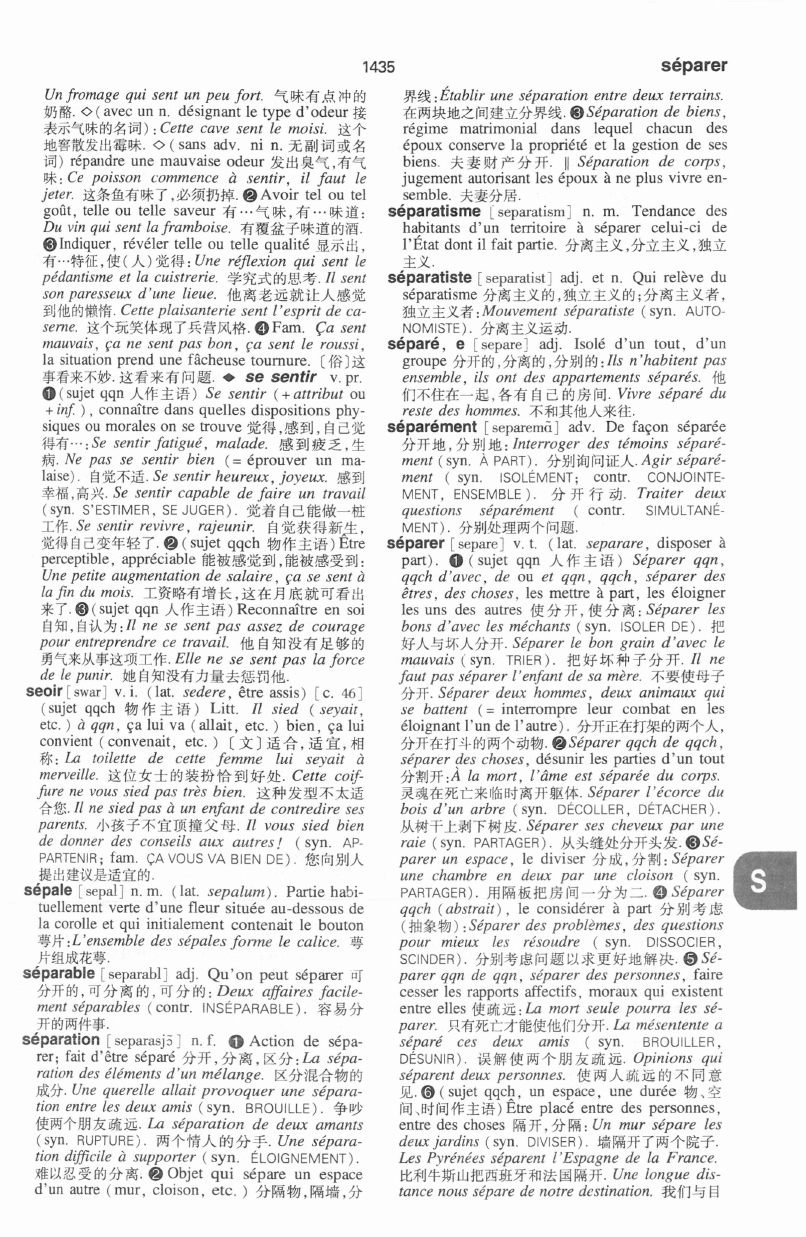 1435
séparer
Un fromage qui sent un peu fort. 气味有点冲的
奶酪. ◇(avec un n. désignant le type d'odeur 接
表示气味的名词):Cette cave sent le moisi. 这个
地窖散发出霉味. ◇(sans adv. ni n. 无副词或名
词) répandre une mauvaise odeur 发出臭气,有气
味:Ce poisson commence à sentir, il faut le
jeter. 这条鱼有味了,必须扔掉.❷Avoir tel ou tel
goût, telle ou telle saveur 有…气味,有…味道:
Du vin qui sent la framboise. 有覆盆子味道的酒.
❸Indiquer, révéler telle ou telle qualité 显示出,
有…特征,使(人)觉得:Une réflexion qui sent le
pédantisme et la cuistrerie. 学究式的思考. Il sent
son paresseux d'une lieue. 他离老远就让人感觉
到他的懒惰. Cette plaisanterie sent l'esprit de ca-
serne. 这个玩笑体现了兵营风格.❹Fam. Ça sent
mauvais, ça ne sent pas bon, ça sent le roussi,
la situation prend une fâcheuse tournure. 〔俗〕这
事看来不妙.这看来有问题. ◆ se sentir v. pr.
❶(sujet qqn 人作主语) Se sentir (+attribut ou
+inf.), connaître dans quelles dispositions phy-
siques ou morales on se trouve 觉得,感到,自己觉
得有…:Se sentir fatigué, malade. 感到疲乏,生
病. Ne pas se sentir bien (= éprouver un ma-
laise). 自觉不适. Se sentir heureux, joyeux. 感到
幸福,高兴. Se sentir capable de faire un travail
(syn. S'ESTIMER, SE JUGER). 觉着自己能做一桩
工作. Se sentir revivre, rajeunir. 自觉获得新生,
觉得自己变年轻了.❷(sujet qqch 物作主语)Être
perceptible, appréciable 能被感觉到,能被感受到:
Une petite augmentation de salaire, ça se sent à
la fin du mois. 工资略有增长,这在月底就可看出
来了.❸(sujet qqn 人作主语)Reconnaître en soi
自知,自认为:Il ne se sent pas assez de courage
pour entreprendre ce travail. 他自知没有足够的
勇气来从事这项工作. Elle ne se sent pas la force
de le punir. 她自知没有力量去惩罚他.
seoir [swar] v. i. (lat. sedere, être assis) [c. 46]
(sujet qqch 物作主语) Litt. Il sied (seyait,
etc.) à qqn, ça lui va (allait, etc.) bien, ça lui
convient (convenait, etc.) 〔文〕适合,适宜,相
称: La toilette de cette femme lui seyait à
merveille. 这位女士的装扮恰到好处. Cette coif-
fure ne vous sied pas très bien. 这种发型不太适
合您. Il ne sied pas à un enfant de contredire ses
parents. 小孩子不宜顶撞父母. Il vous sied bien
de donner des conseils aux autres! (syn. AP-
PARTENIR; fam. ÇA VOUS VA BIEN DE). 您向别人
提出建议是适宜的.
sépale [sepal] n. m. (lat. sepalum). Partie habi-
tuellement verte d'une fleur située au-dessous de
la corolle et qui initialement contenait le bouton
萼片:L'ensemble des sépales forme le calice. 萼
片组成花萼.
séparable [separabl] adj. Qu'on peut séparer 可
分开的,可分离的,可分的: Deux affaires facile-
ment séparables (contr. INSÉPARABLE). 容易分
开的两件事.
séparation [separasjɔ̃] n. f. ❶ Action de sépa-
rer; fait d'être séparé 分开,分离,区分:La sépa-
ration des éléments d'un mélange. 区分混合物的
成分. Une querelle allait provoquer une sépara-
tion entre les deux amis (syn. BROUILLE). 争吵
使两个朋友疏远. La séparation de deux amants
(syn. RUPTURE). 两个情人的分手. Une sépara-
tion difficile à supporter (syn. ÉLOIGNEMENT).
难以忍受的分离. ❷ Objet qui sépare un espace
d'un autre (mur, cloison, etc.) 分隔物,隔墙,分
界线:Établir une séparation entre deux terrains.
在两块地之间建立分界线.❸Séparation de biens,
régime matrimonial dans lequel chacun des
époux conserve la propriété et la gestion de ses
biens. 夫妻财产分开. ‖ Séparation de corps,
jugement autorisant les époux à ne plus vivre en-
semble. 夫妻分居.
séparatisme [separatism] n. m. Tendance des
habitants d'un territoire à séparer celui-ci de
l'État dont il fait partie. 分离主义,分立主义,独立
主义.
séparatiste [separatist] adj. et n. Qui relève du
séparatisme 分离主义的,独立主义的;分离主义者,
独立主义者:Mouvement séparatiste (syn. AUTO-
NOMISTE). 分离主义运动.
séparé, e [separe] adj. Isolé d'un tout, d'un
groupe 分开的,分离的,分别的:Ils n'habitent pas
ensemble, ils ont des appartements séparés. 他
们不住在一起,各有自己的房间. Vivre séparé du
reste des hommes. 不和其他人来往.
séparément [separemɑ̃] adv. De façon séparée
分开地,分别地: Interroger des témoins séparé-
ment (syn. À PART). 分别询问证人. Agir séparé-
ment (syn. ISOLÉMENT; contr. CONJOINTE-
MENT, ENSEMBLE). 分开行动. Traiter deux
questions séparément (contr. SIMULTANÉ-
MENT). 分别处理两个问题.
séparer [separe] v. t. (lat. separare, disposer à
part). ❶(sujet qqn 人作主语) Séparer qqn,
qqch d'avec, de ou et qqn, qqch, séparer des
êtres, des choses, les mettre à part, les éloigner
les uns des autres 使分开,使分离: Séparer les
bons d'avec les méchants (syn. ISOLER DE). 把
好人与坏人分开. Séparer le bon grain d'avec le
mauvais (syn. TRIER). 把好坏种子分开. Il ne
faut pas séparer l'enfant de sa mère. 不要使母子
分开. Séparer deux hommes, deux animaux qui
se battent (= interrompre leur combat en les
éloignant l'un de l'autre). 分开正在打架的两个人,
分开在打斗的两个动物.❷Séparer qqch de qqch,
séparer des choses, désunir les parties d'un tout
分割开:À la mort, l'âme est séparée du corps.
灵魂在死亡来临时离开躯体. Séparer l'écorce du
bois d'un arbre (syn. DÉCOLLER, DÉTACHER).
从树干上剥下树皮. Séparer ses cheveux par une
raie (syn. PARTAGER). 从头缝处分开头发.❸Sé-
parer un espace, le diviser 分成,分割: Séparer
une chambre en deux par une cloison (syn.
PARTAGER). 用隔板把房间一分为二. ❹ Séparer
qqch (abstrait), le considérer à part 分别考虑
(抽象物):Séparer des problèmes, des questions
pour mieux les résoudre (syn. DISSOCIER,
SCINDER). 分别考虑问题以求更好地解决. ❺Sé-
parer qqn de qqn, séparer des personnes, faire
cesser les rapports affectifs, moraux qui existent
entre elles 使疏远:La mort seule pourra les sé-
parer. 只有死亡才能使他们分开. La mésentente a
séparé ces deux amis (syn. BROUILLER,
DÉSUNIR). 误解使两个朋友疏远. Opinions qui
séparent deux personnes. 使两人疏远的不同意
见.❻(sujet qqch, un espace, une durée 物、空
间、时间作主语)Être placé entre des personnes,
entre des choses 隔开,分隔: Un mur sépare les
deux jardins (syn. DIVISER). 墙隔开了两个院子.
Les Pyrénées séparent l'Espagne de la France.
比利牛斯山把西班牙和法国隔开. Une longue dis-
tance nous sépare de notre destination. 我们与目
S